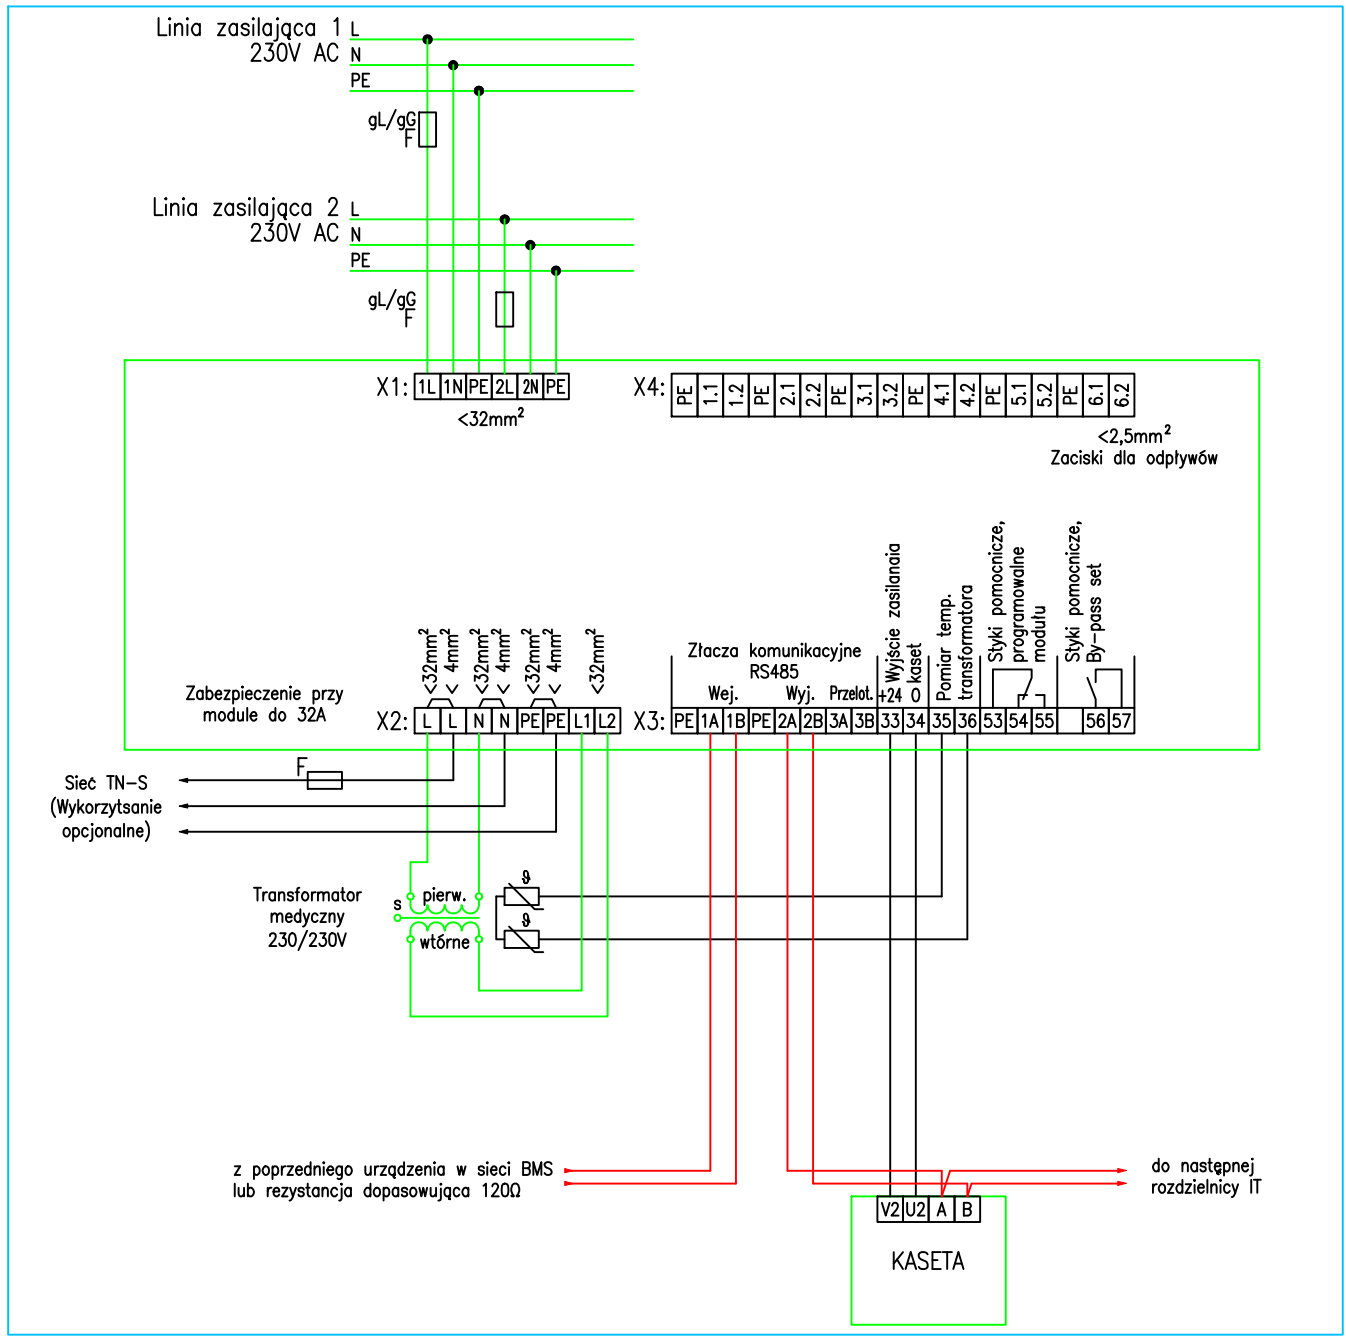 Linia zasilająca 1 L
230V AC N
PE
gL/gG
F
Linia zasilająca 2 L
230V AC N
PE
gL/gG
F
X1: 1L 1N PE 2L 2N PE
<32mm²
X4: PE 1.1 1.2 PE 2.1 2.2 PE 3.1 3.2 PE 4.1 4.2 PE 5.1 5.2 PE 6.1 6.2
<2,5mm²
Zaciski dla odpływów
Zabezpieczenie przy
module do 32A
<32mm²
< 4mm²
<32mm²
< 4mm²
<32mm²
< 4mm²
<32mm²
X2: L L N N PE PE L1 L2
Złacza komunikacyjne
RS485
Wej. Wyj. Przelot.
Wyjście zasilanaia
kaset
+24 0
Pomiar temp.
transformatora
Styki pomocnicze,
programowalne
modułu
Styki pomocnicze,
By-pass set
X3: PE 1A 1B PE 2A 2B 3A 3B 33 34 35 36 53 54 55 56 57
F
Sieć TN-S
(Wykorzytsanie
opcjonalne)
Transformator
medyczny
230/230V
s
pierw.
wtórne
ϑ
ϑ
z poprzedniego urządzenia w sieci BMS
lub rezystancja dopasowująca 120Ω
do następnej
rozdzielnicy IT
V2 U2 A B
KASETA